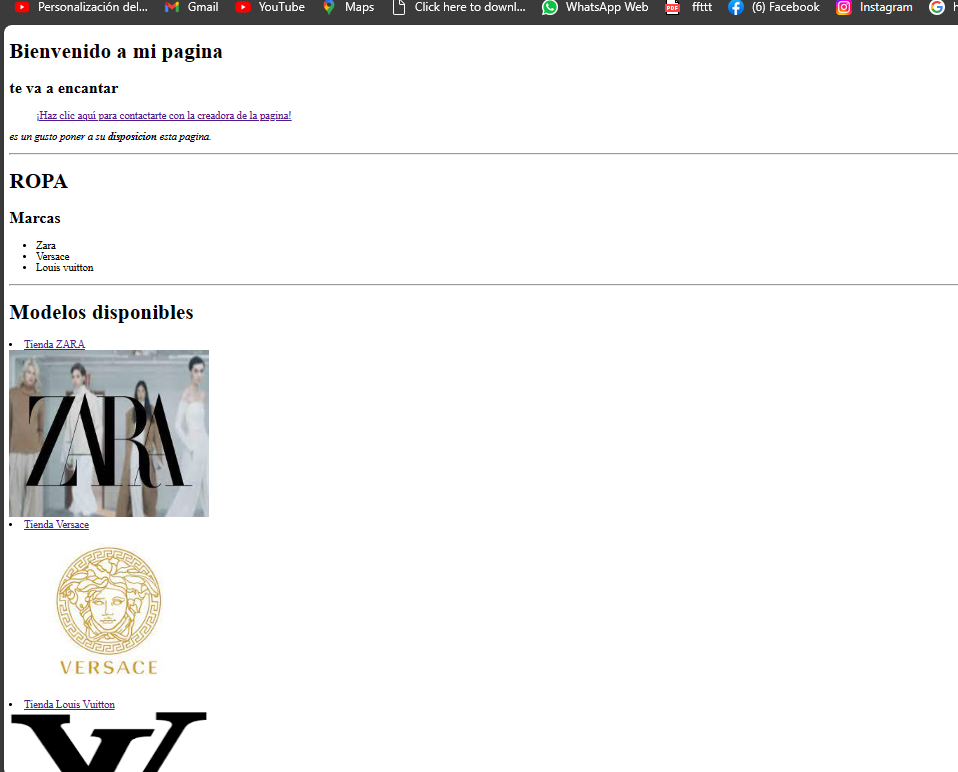 Personalización del... Gmail YouTube Maps Click here to downl... WhatsApp Web ffttt (6) Facebook Instagram
Bienvenido a mi pagina
te va a encantar
¡Haz clic aquí para contactarte con la creadora de la pagina!
es un gusto poner a su disposicion esta pagina.
ROPA
Marcas
Zara
Versace
Louis vuitton
Modelos disponibles
Tienda ZARA
ZARA
Tienda Versace
VERSACE
Tienda Louis Vuitton